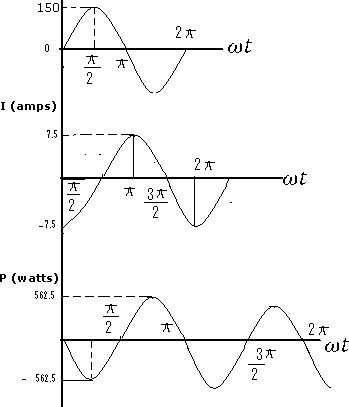 150
0
π/2 π 2π ωt
I (amps)
7.5
π/2 π 3π/2 2π ωt
-7.5
P (watts)
562.5
π/2 π 3π/2 2π ωt
- 562.5